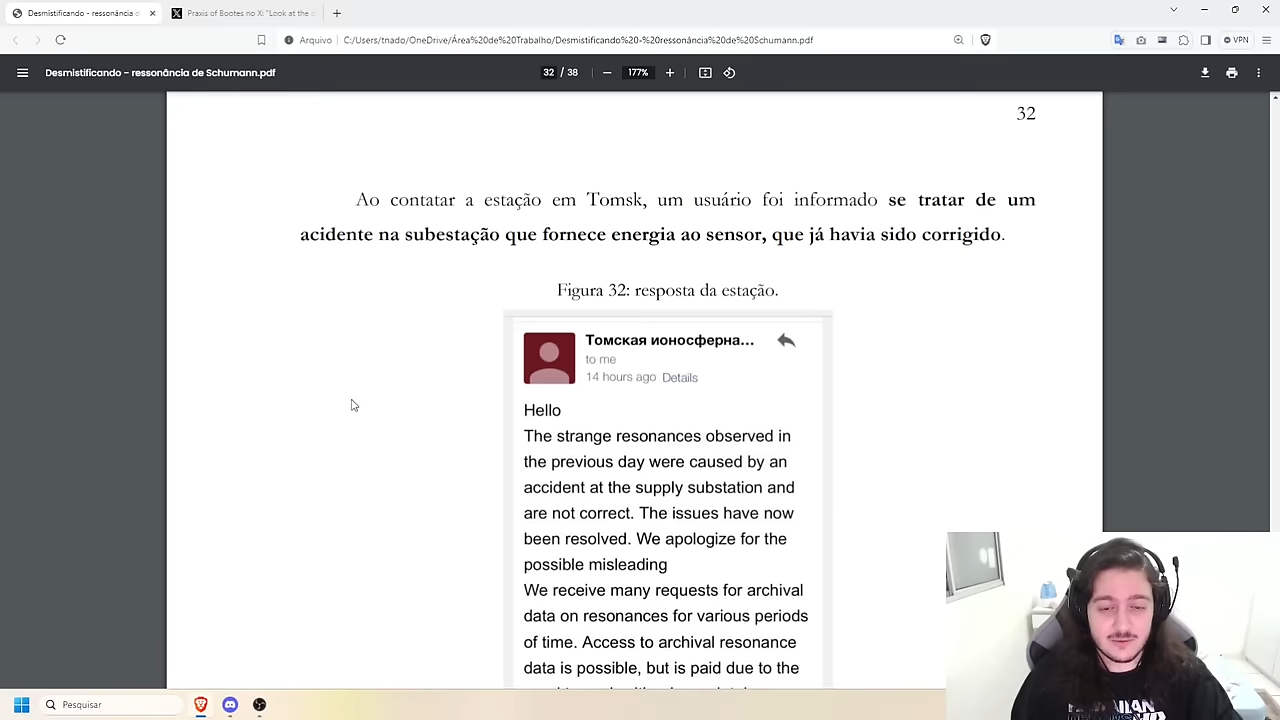 Desmistificando - ressonância d
Praxis of Bootes no X: "Look at the
Arquivo
C:/Users/tnado/OneDrive/Área%20de%20Trabalho/Desmistificando%20-%20ressonância%20de%20Schumann.pdf
VPN
Desmistificando - ressonância de Schumann.pdf
32 / 38
177%
32
Ao contatar a estação em Tomsk, um usuário foi informado se tratar de um
acidente na subestação que fornece energia ao sensor, que já havia sido corrigido.
Figura 32: resposta da estação.
Томская ионосферна...
to me
14 hours ago Details
Hello
The strange resonances observed in
the previous day were caused by an
accident at the supply substation and
are not correct. The issues have now
been resolved. We apologize for the
possible misleading
We receive many requests for archival
data on resonances for various periods
of time. Access to archival resonance
data is possible, but is paid due to the
Pesquisar